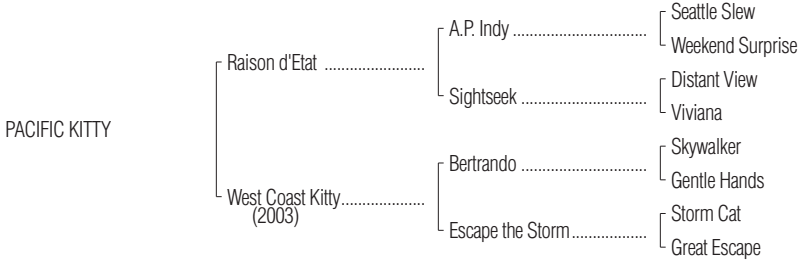 Seattle Slew
A.P. Indy ..............................
Weekend Surprise
Raison d'Etat .......................
Distant View
Sightseek ............................
Viviana
PACIFIC KITTY
Skywalker
Bertrando ............................
Gentle Hands
West Coast Kitty...................
(2003)
Storm Cat
Escape the Storm.................
Great Escape